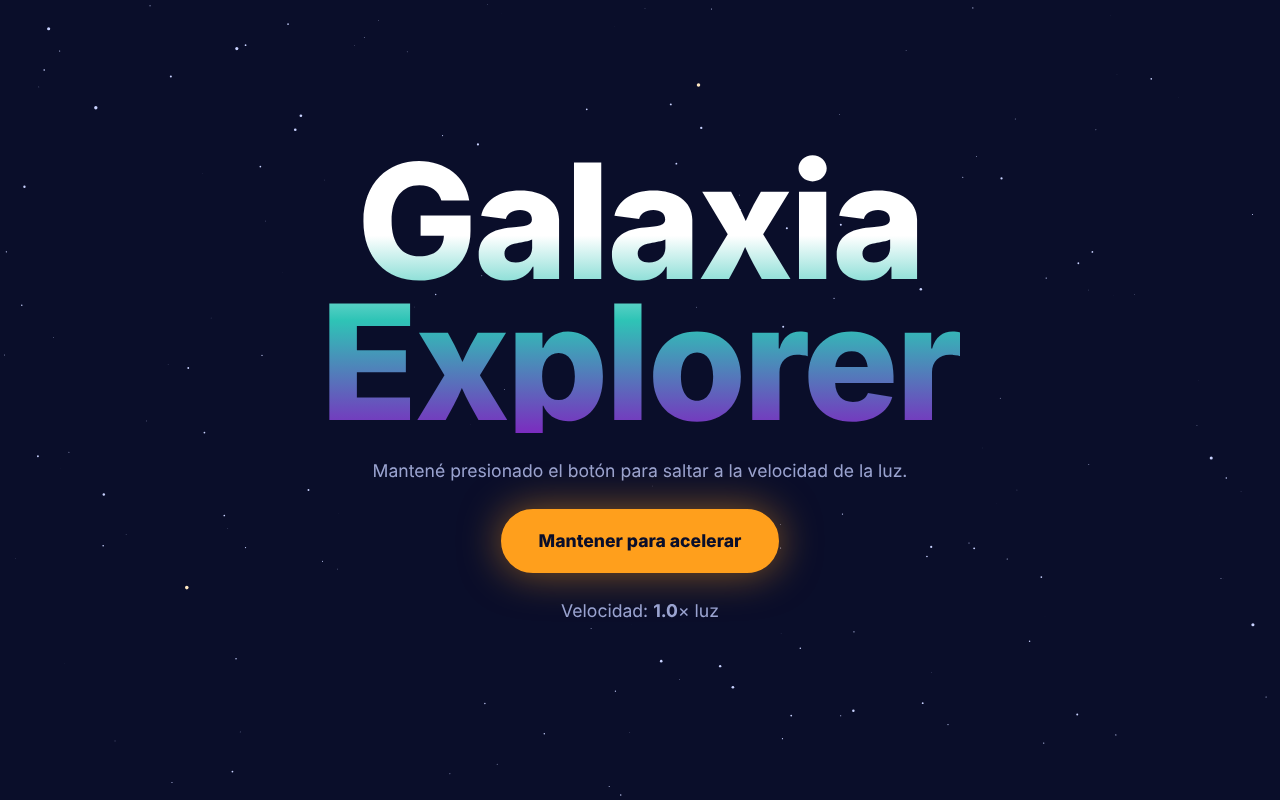 Galaxia
Explorer
Mantené presionado el botón para saltar a la velocidad de la luz.
Mantener para acelerar
Velocidad: 1.0× luz